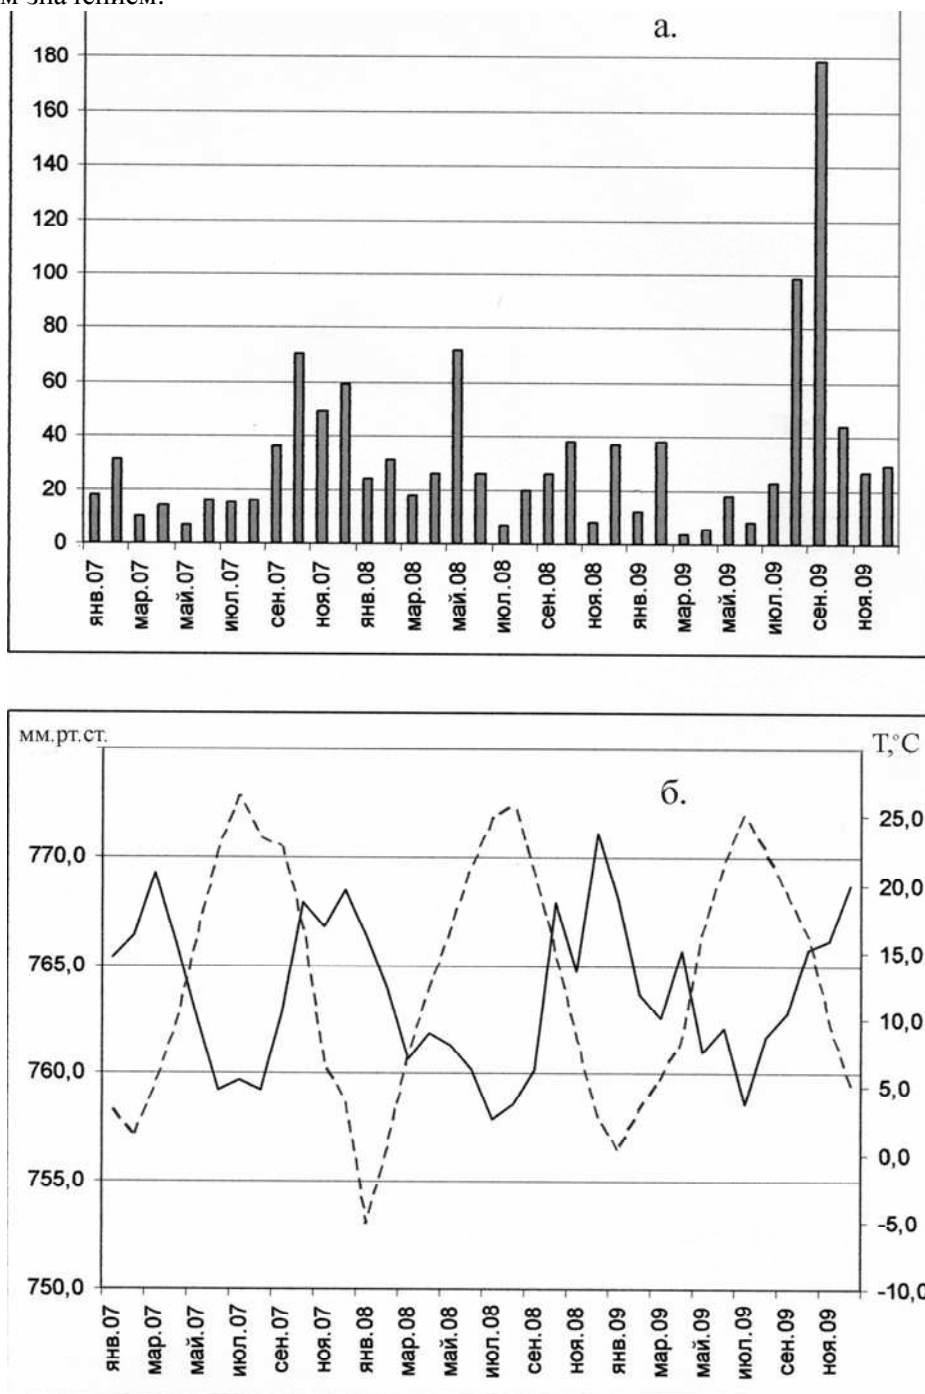 м значением.
а.
180
160
140
120
100
80
60
40
20
0
янв.07
мар.07
май.07
июл.07
сен.07
ноя.07
янв.08
мар.08
май.08
июл.08
сен.08
ноя.08
янв.09
мар.09
май.09
июл.09
сен.09
ноя.09
мм.рт.ст.
Т,°С
б.
770,0
765,0
760,0
755,0
750,0
25,0
20,0
15,0
10,0
5,0
0,0
-5,0
-10,0
янв.07
мар.07
май.07
июл.07
сен.07
ноя.07
янв.08
мар.08
май.08
июл.08
сен.08
ноя.08
янв.09
мар.09
май.09
июл.09
сен.09
ноя.09